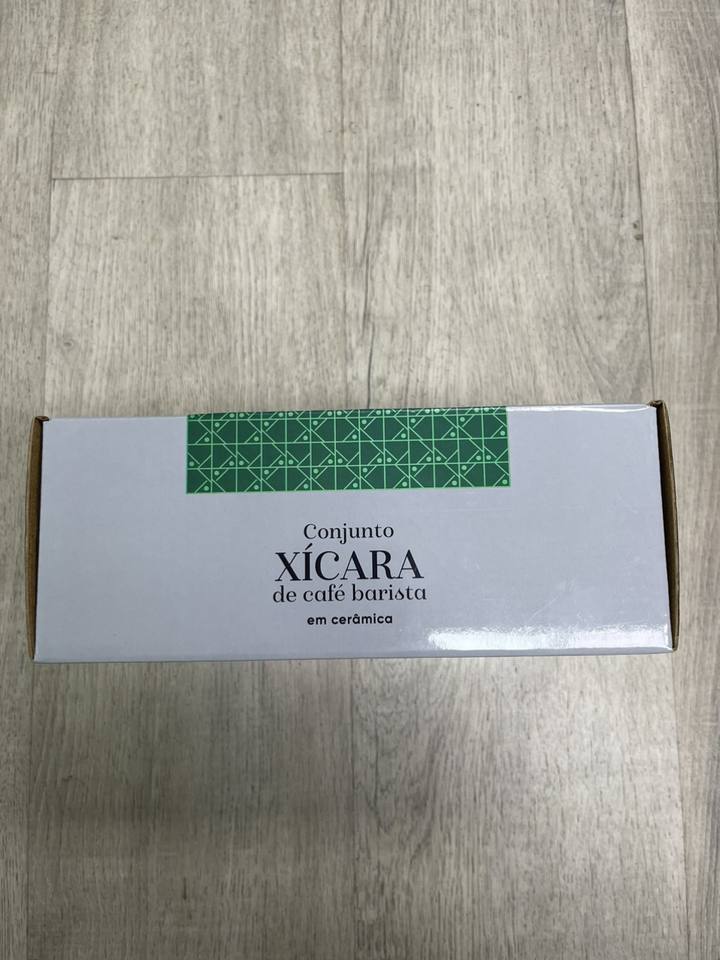 Conjunto
XÍCARA
de café barista
em cerâmica